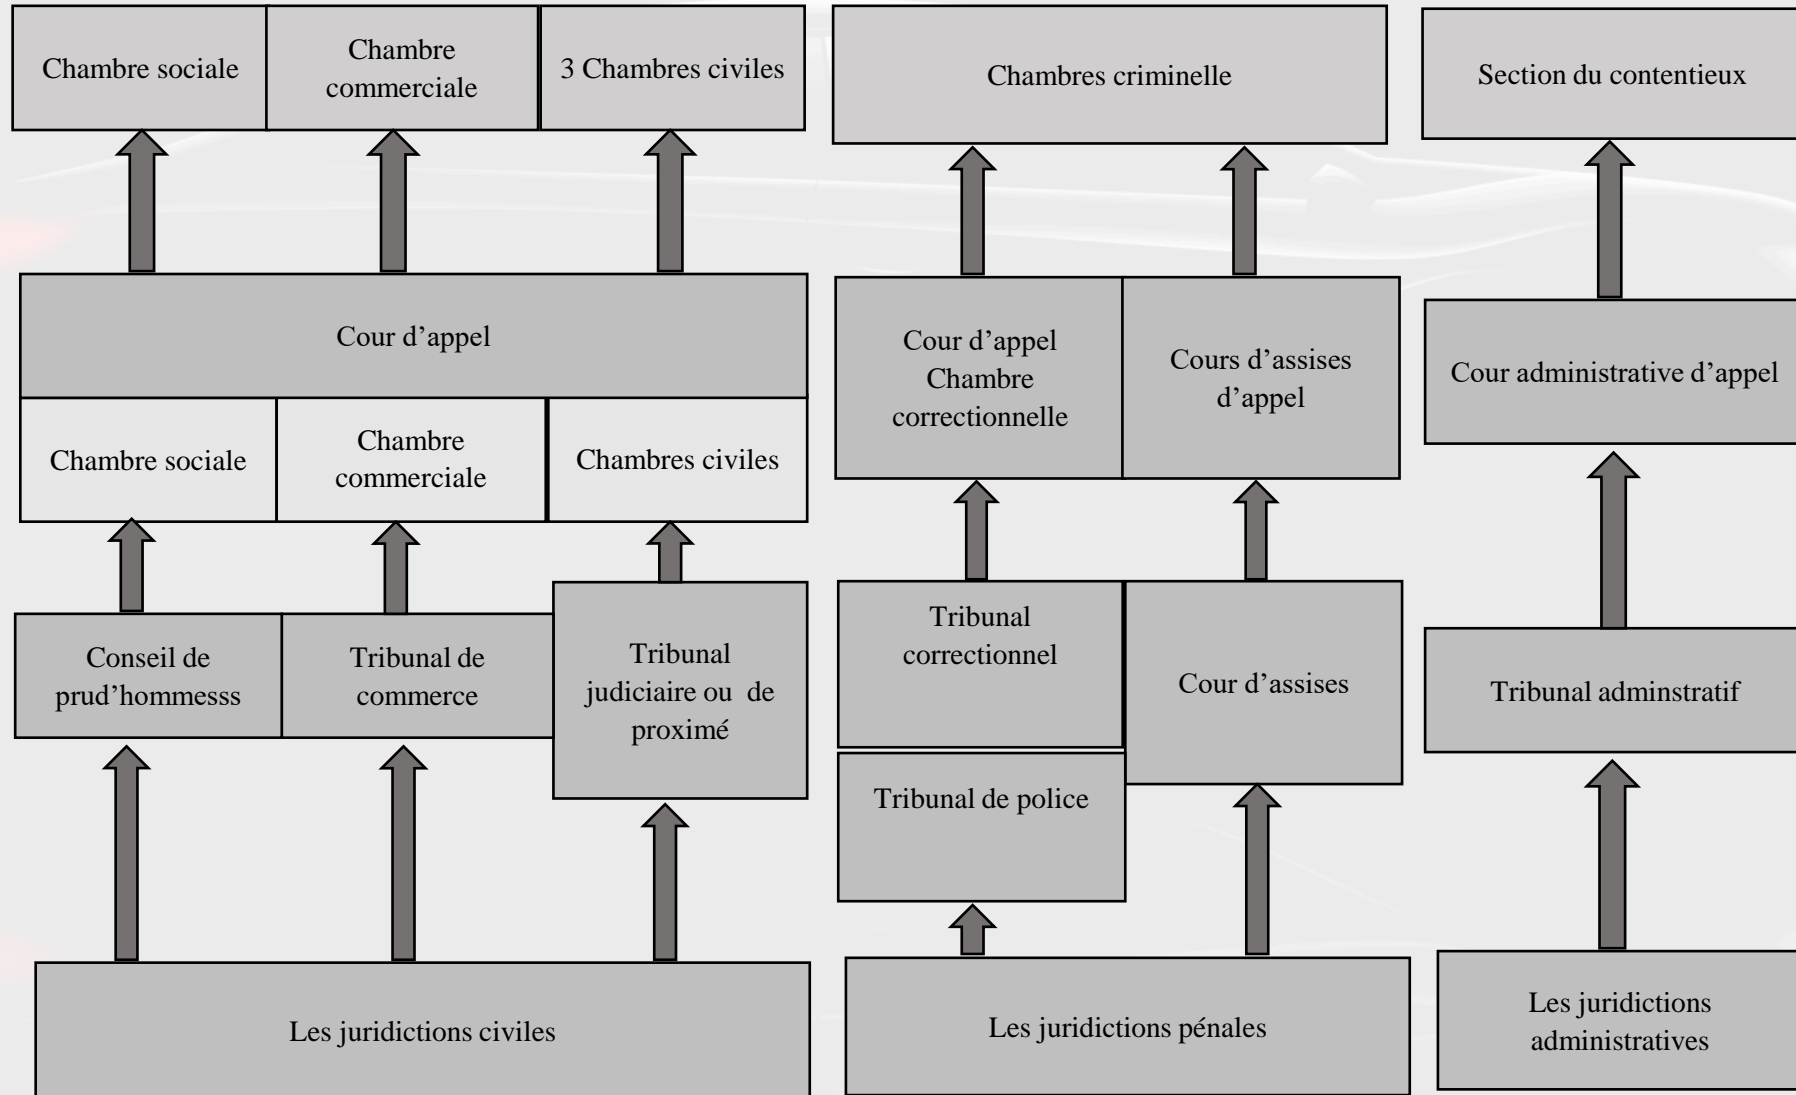 Chambre sociale
Chambre
commerciale
3 Chambres civiles
Chambres criminelle
Section du contentieux
Cour d’appel
Chambre sociale
Chambre
commerciale
Chambres civiles
Cour d’appel
Chambre
correctionnelle
Cours d’assises
d’appel
Cour administrative d’appel
Conseil de
prud’hommesss
Tribunal de
commerce
Tribunal
judiciaire ou de
proximé
Tribunal
correctionnel
Tribunal de police
Cour d’assises
Tribunal adminstratif
Les juridictions civiles
Les juridictions pénales
Les juridictions
administratives